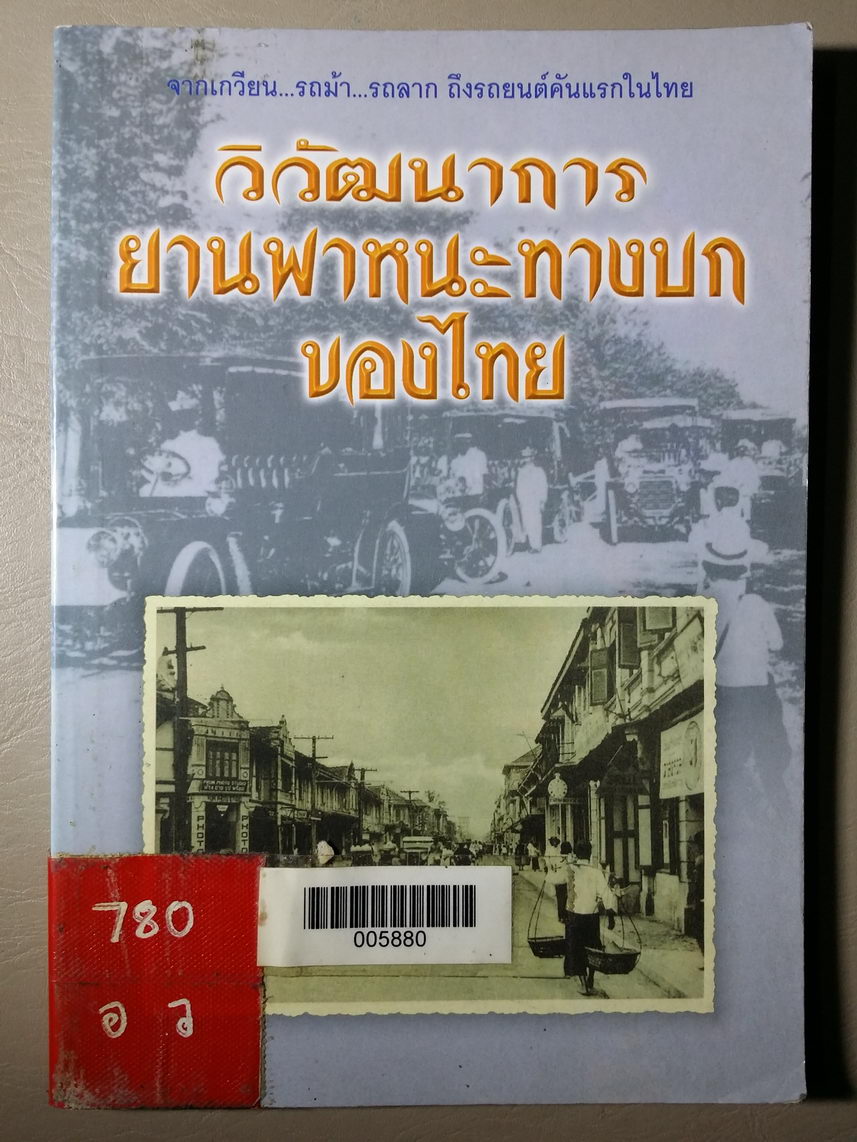 จากเกวียน...รถม้า...รถลาก ถึงรถยนต์คันแรกในไทย
วิวัฒนาการ
ยานพาหนะทางบก
ของไทย
PHOTO
PHOTO
005880
780
อ ว